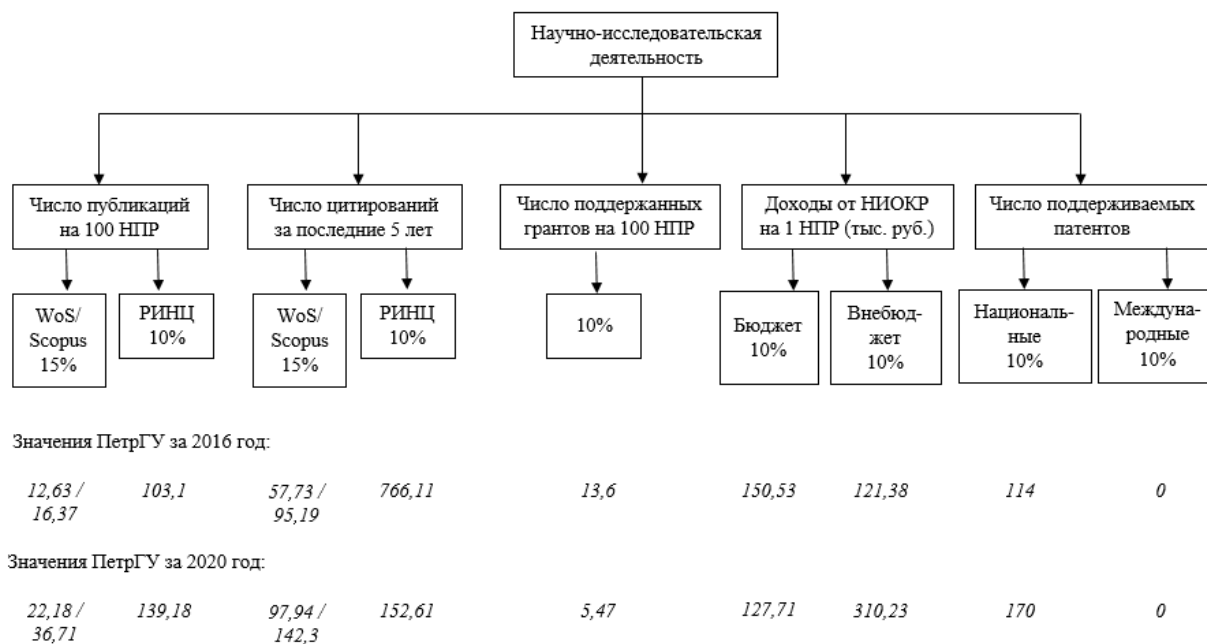 Научно-исследовательская
деятельность
Число публикаций
на 100 НПР
Число цитирований
за последние 5 лет
Число поддержанных
грантов на 100 НПР
Доходы от НИОКР
на 1 НПР (тыс. руб.)
Число поддерживаемых
патентов
WoS/
Scopus
15%
РИНЦ
10%
WoS/
Scopus
15%
РИНЦ
10%
10%
Бюджет
10%
Внебюд-
жет
10%
Националь-
ные
10%
Междуна-
родные
10%
Значения ПетрГУ за 2016 год:
12,63 / 103,1 57,73 / 766,11 13,6 150,53 121,38 114 0
16,37 95,19
Значения ПетрГУ за 2020 год:
22,18 / 139,18 97,94 / 152,61 5,47 127,71 310,23 170 0
36,71 142,3